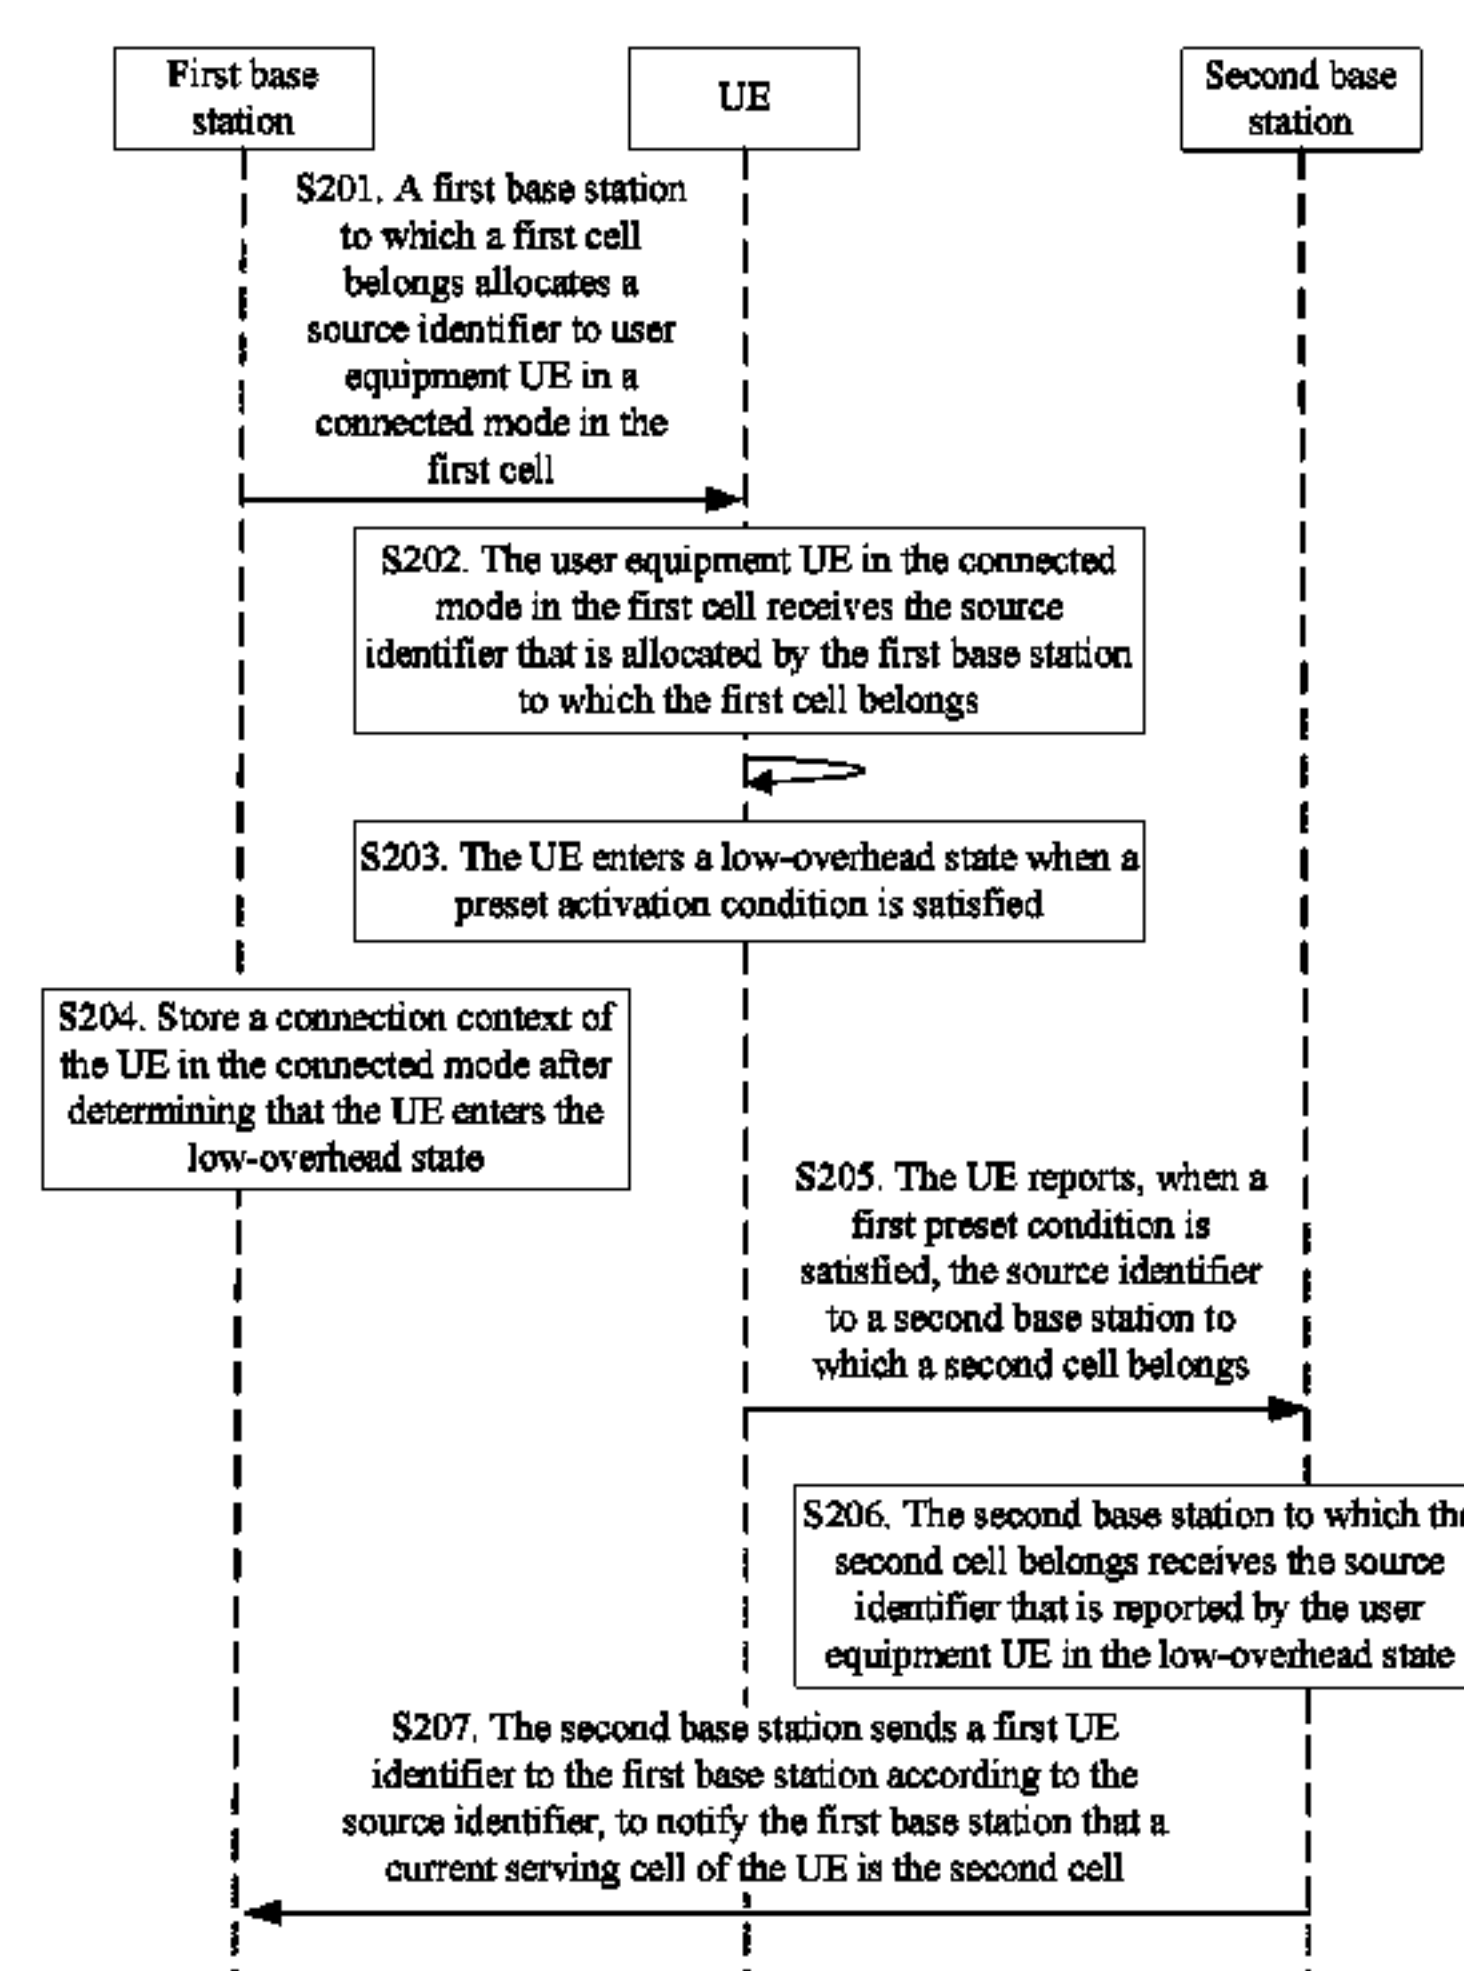 First base
station
UE
Second base
station
S201. A first base station
to which a first cell
belongs allocates a
source identifier to user
equipment UE in a
connected mode in the
first cell
S202. The user equipment UE in the connected
mode in the first cell receives the source
identifier that is allocated by the first base station
to which the first cell belongs
S203. The UE enters a low-overhead state when a
preset activation condition is satisfied
S204. Store a connection context of
the UE in the connected mode after
determining that the UE enters the
low-overhead state
S205. The UE reports, when a
first preset condition is
satisfied, the source identifier
to a second base station to
which a second cell belongs
S206. The second base station to which the
second cell belongs receives the source
identifier that is reported by the user
equipment UE in the low-overhead state
S207. The second base station sends a first UE
identifier to the first base station according to the
source identifier, to notify the first base station that a
current serving cell of the UE is the second cell